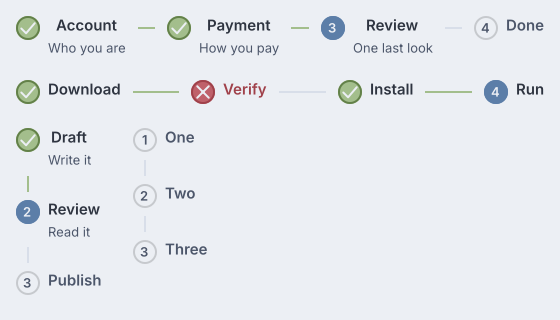 Account Payment 3 Review 4 Done
Who you are How you pay One last look
Download Verify Install 4 Run
Draft
Write it
2 Review
Read it
3 Publish
1 One
2 Two
3 Three